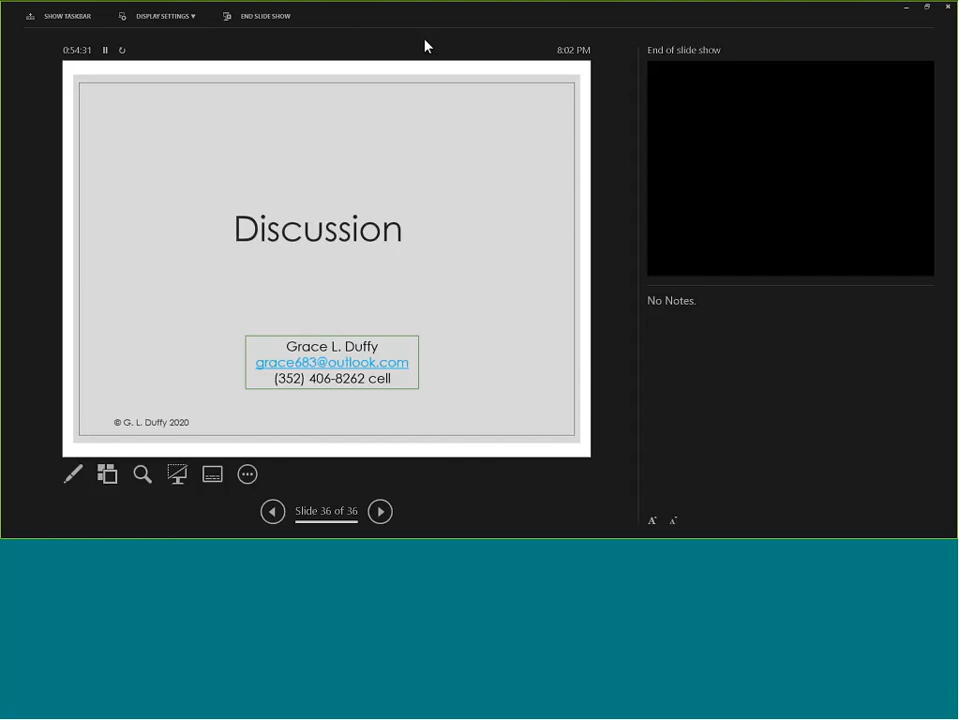 SHOW TASKBAR
DISPLAY SETTINGS ▼
END SLIDE SHOW
0:54:31
8:02 PM
End of slide show
Discussion
Grace L. Duffy
grace683@outlook.com
(352) 406-8262 cell
© G. L. Duffy 2020
No Notes.
Slide 36 of 36
A
A